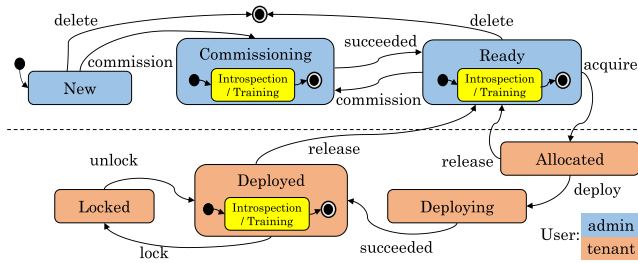 delete
delete
commission
Commissioning
succeeded
Ready
acquire
New
Introspection
/ Training
commission
Introspection
/ Training
unlock
release
release
Allocated
Locked
Deployed
Introspection
/ Training
Deploying
deploy
lock
succeeded
User:
admin
tenant